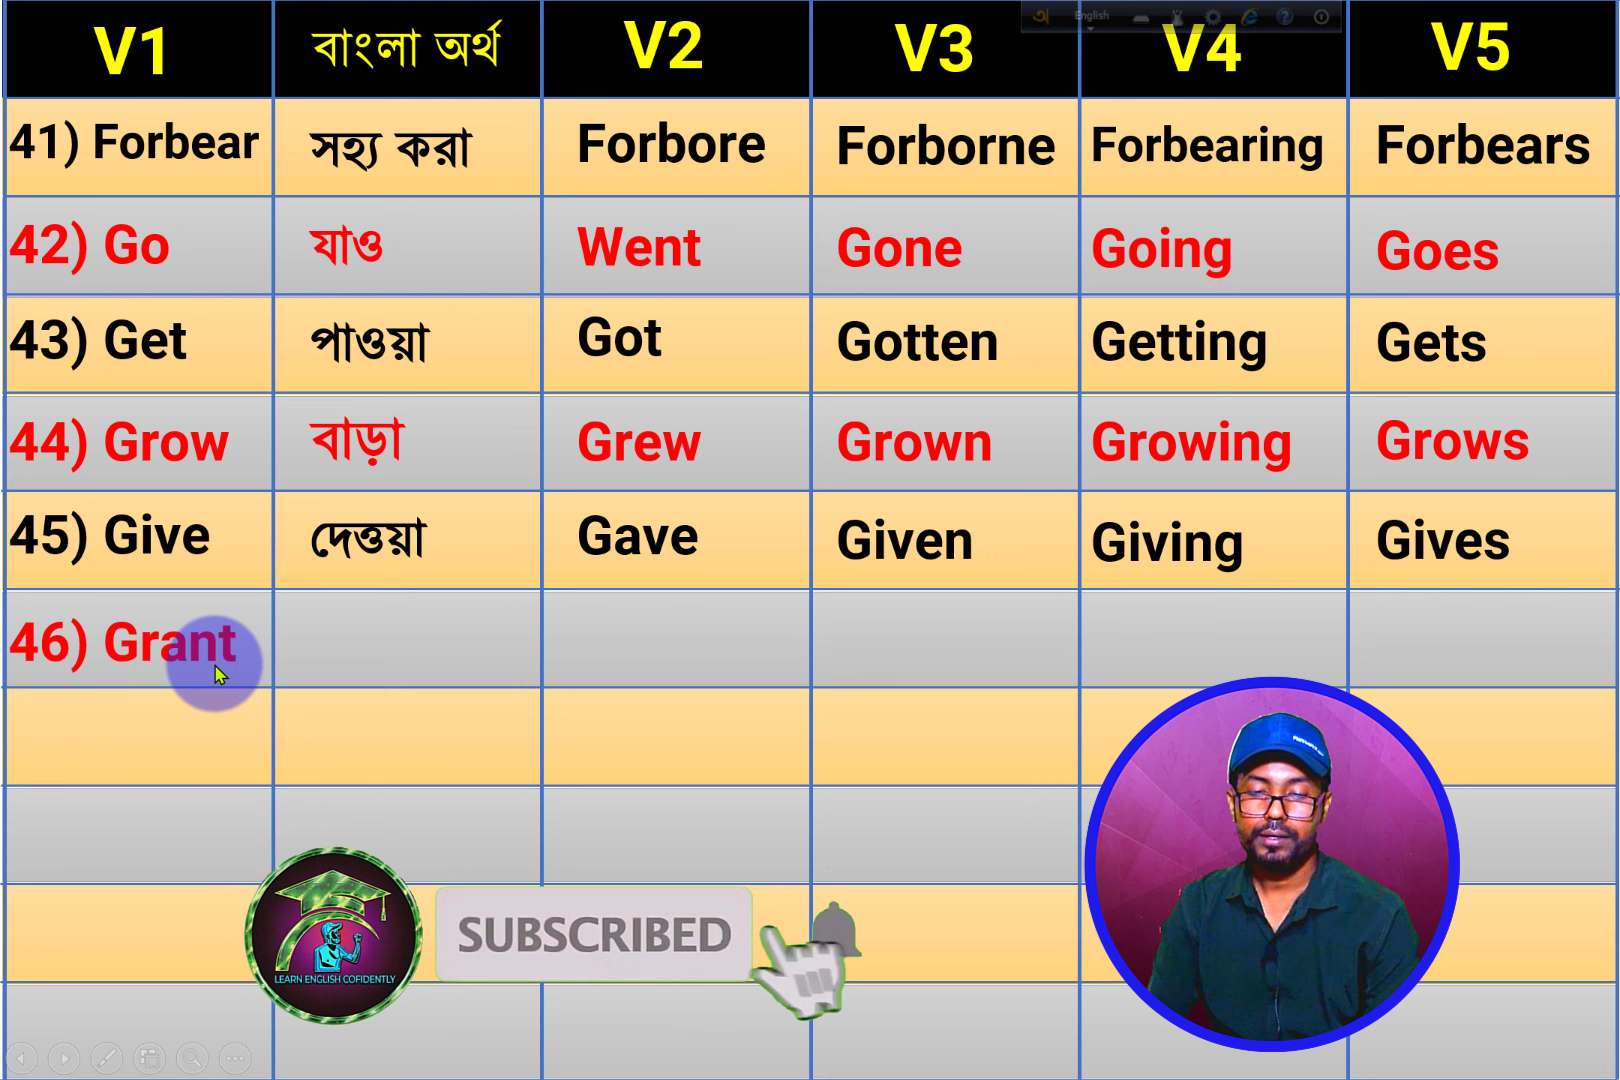 V1 বাংলা অর্থ V2 V3 V4 V5
অ English
41) Forbear সহ্য করা Forbore Forborne Forbearing Forbears
42) Go যাও Went Gone Going Goes
43) Get পাওয়া Got Gotten Getting Gets
44) Grow বাড়া Grew Grown Growing Grows
45) Give দেত্তয়া Gave Given Giving Gives
46) Grant
SUBSCRIBED
LEARN ENGLISH COFIDENTLY